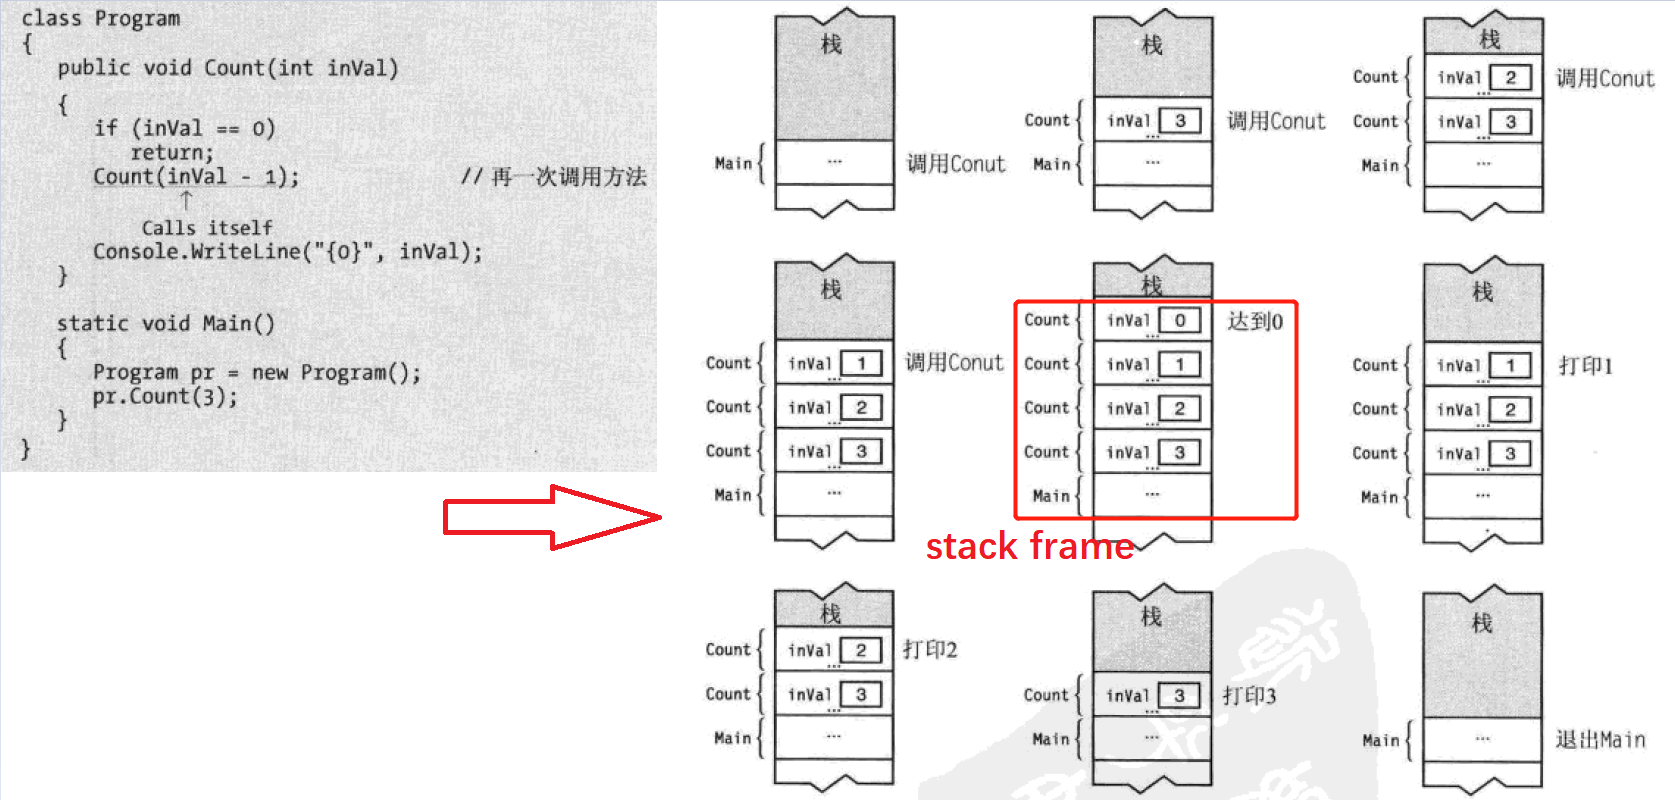 class Program
{
public void Count(int inVal)
{
if (inVal == 0)
return;
Count(inVal - 1); // 再一次调用方法
↑
Calls itself
Console.WriteLine("{0}", inVal);
}
static void Main()
{
Program pr = new Program();
pr.Count(3);
}
}
栈
Main { ... 调用Conut
栈
Count { inVal 3 ... 调用Conut
Main { ...
栈
Count { inVal 2 ... 调用Conut
Count { inVal 3 ...
Main { ...
栈
Count { inVal 1 ... 调用Conut
Count { inVal 2 ...
Count { inVal 3 ...
Main { ...
栈
Count { inVal 0 ... 达到0
Count { inVal 1 ...
Count { inVal 2 ...
Count { inVal 3 ...
Main { ...
stack frame
栈
Count { inVal 1 ... 打印1
Count { inVal 2 ...
Count { inVal 3 ...
Main { ...
栈
Count { inVal 2 ... 打印2
Count { inVal 3 ...
Main { ...
栈
Count { inVal 3 ... 打印3
Main { ...
栈
Main { ... 退出Main